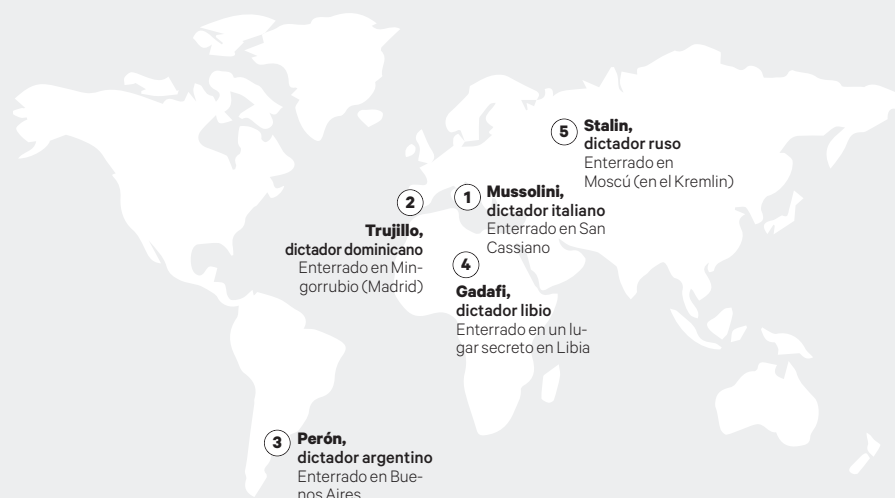 5
Stalin,
dictador ruso
Enterrado en
Moscú (en el Kremlin)
1
Mussolini,
dictador italiano
Enterrado en San
Cassiano
2
Trujillo,
dictador dominicano
Enterrado en Min-
gorrubio (Madrid)
4
Gadafi,
dictador libio
Enterrado en un lu-
gar secreto en Libia
3
Perón,
dictador argentino
Enterrado en Bue-
nos Aires